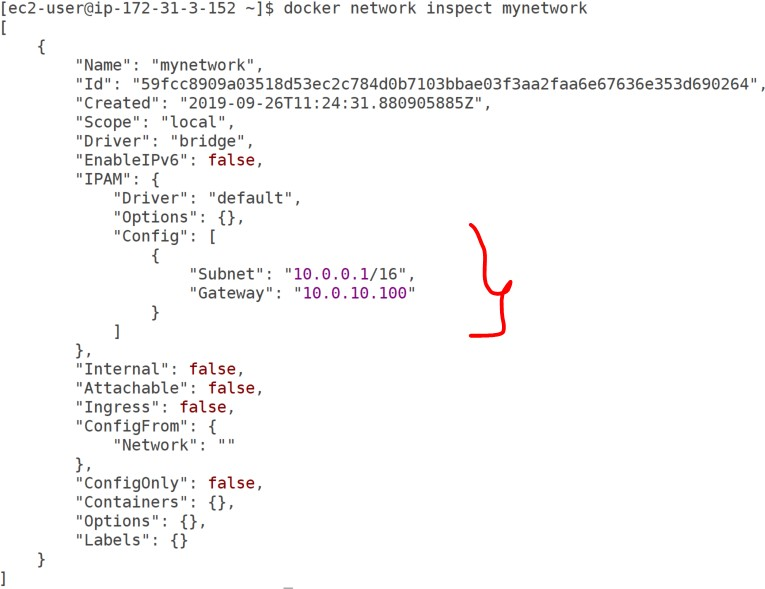 [ec2-user@ip-172-31-3-152 ~]$ docker network inspect mynetwork
[
    {
        "Name": "mynetwork",
        "Id": "59fcc8909a03518d53ec2c784d0b7103bbae03f3aa2faa6e67636e353d690264",
        "Created": "2019-09-26T11:24:31.880905885Z",
        "Scope": "local",
        "Driver": "bridge",
        "EnableIPv6": false,
        "IPAM": {
            "Driver": "default",
            "Options": {},
            "Config": [
                {
                    "Subnet": "10.0.0.1/16",
                    "Gateway": "10.0.10.100"
                }
            ]
        },
        "Internal": false,
        "Attachable": false,
        "Ingress": false,
        "ConfigFrom": {
            "Network": ""
        },
        "ConfigOnly": false,
        "Containers": {},
        "Options": {},
        "Labels": {}
    }
]